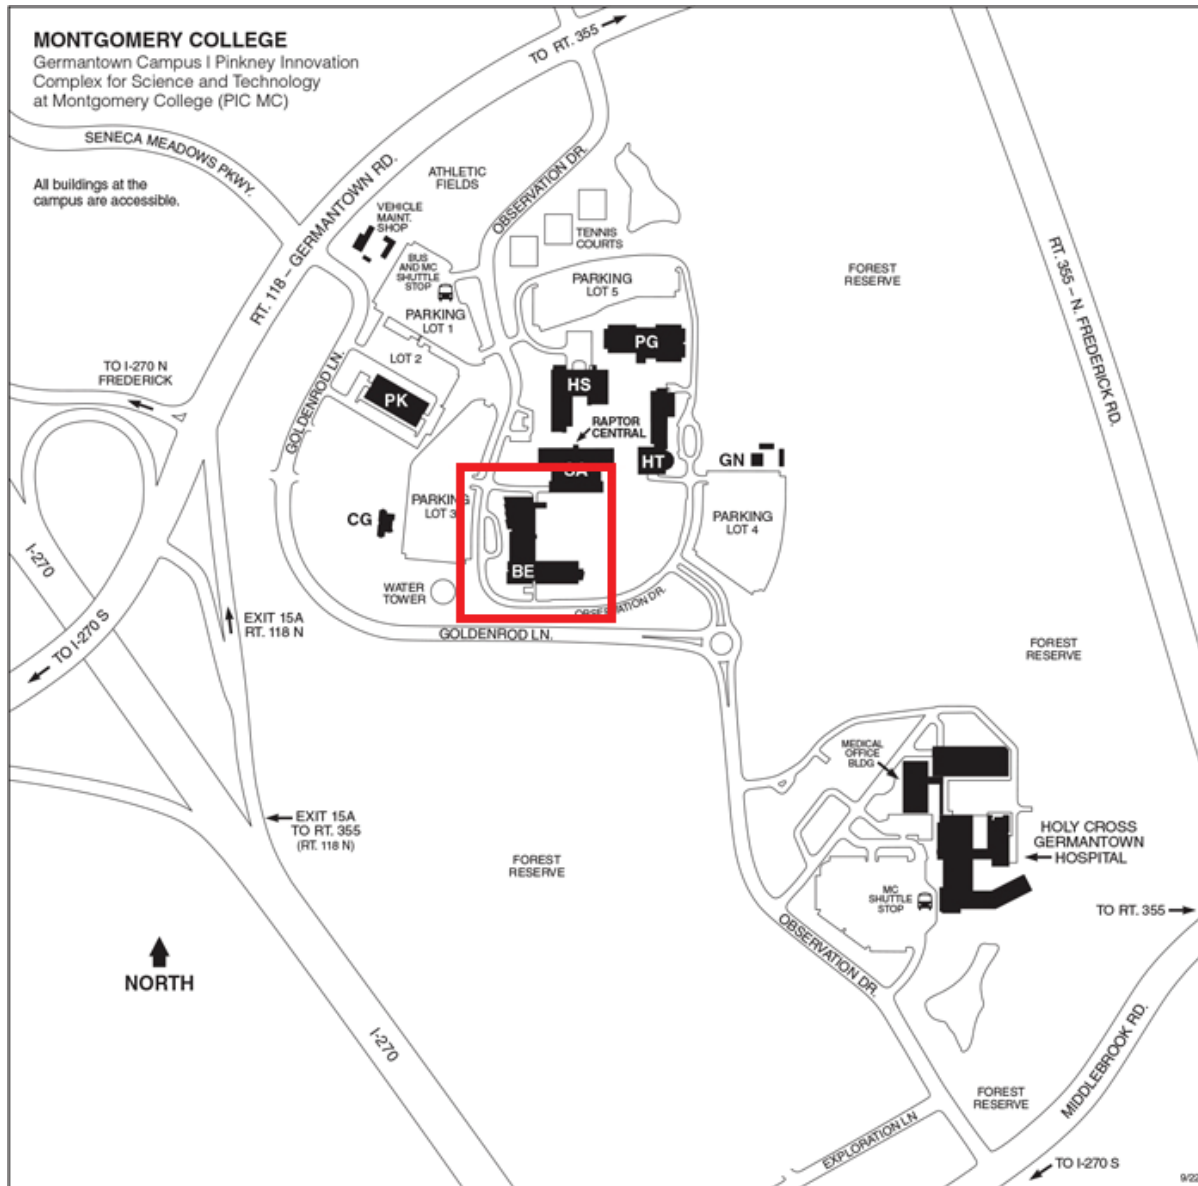 MONTGOMERY COLLEGE
Germantown Campus I Pinkney Innovation
Complex for Science and Technology
at Montgomery College (PIC MC)
TO RT. 355
SENECA MEADOWS PKWY.
All buildings at the
campus are accessible.
RT. 118 – GERMANTOWN RD.
ATHLETIC
FIELDS
OBSERVATION DR.
VEHICLE
MAINT.
SHOP
TENNIS
COURTS
BUS
AND MC
SHUTTLE
STOP
PARKING
LOT 1
PARKING
LOT 5
FOREST
RESERVE
RT. 355 – N. FREDERICK RD.
TO I-270 N
FREDERICK
GOLDENROD LN.
LOT 2
PK
PG
HS
RAPTOR
CENTRAL
HT
GN
SA
PARKING
LOT 3
CG
PARKING
LOT 4
BE
WATER
TOWER
OBSERVATION DR.
GOLDENROD LN.
I-270
TO I-270 S
EXIT 15A
RT. 118 N
FOREST
RESERVE
MEDICAL
OFFICE
BLDG
EXIT 15A
TO RT. 355
(RT. 118 N)
HOLY CROSS
GERMANTOWN
HOSPITAL
FOREST
RESERVE
MC
SHUTTLE
STOP
TO RT. 355
OBSERVATION DR.
NORTH
I-270
MIDDLEBROOK RD.
FOREST
RESERVE
EXPLORATION LN
TO I-270 S